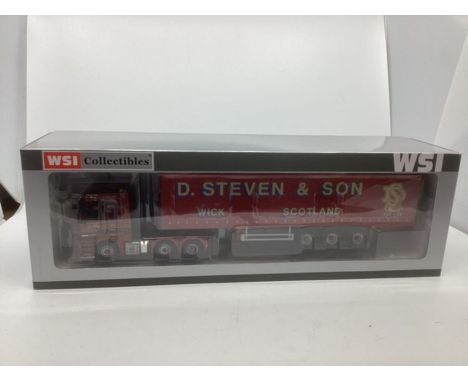 WSI Collectibles
WSI
D. STEVEN & SON
WICK SCOTLAND